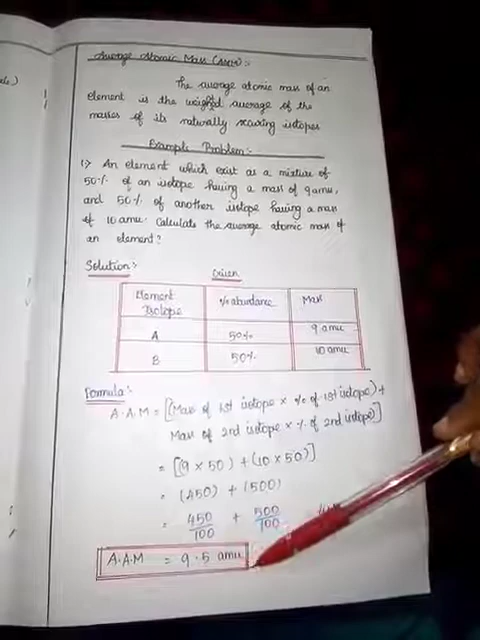 Average Atomic Mass (AAM) :-
The average atomic mass of an
element is the weighted average of the
masses of its naturally occuring isotopes
Example Problem:-
1·) An element which exist as a mixture of
50% of an isotope having a mass of 9 amu,
and 50% of another isotope having a mass
of 10 amu. Calculate the average atomic mass of
an element?
Solution:- Given
Element Isotope % abundance Mass
A 50% 9 amu
B 50% 10 amu
Formula:-
A·A·M = [(Mass of 1st isotope × % of 1st isotope) +
Mass of 2nd isotope × % of 2nd isotope)]
= [(9 × 50) + (10 × 50)]
= (450) + (500)
= 450/100 + 500/100
A·A·M = 9.5 amu